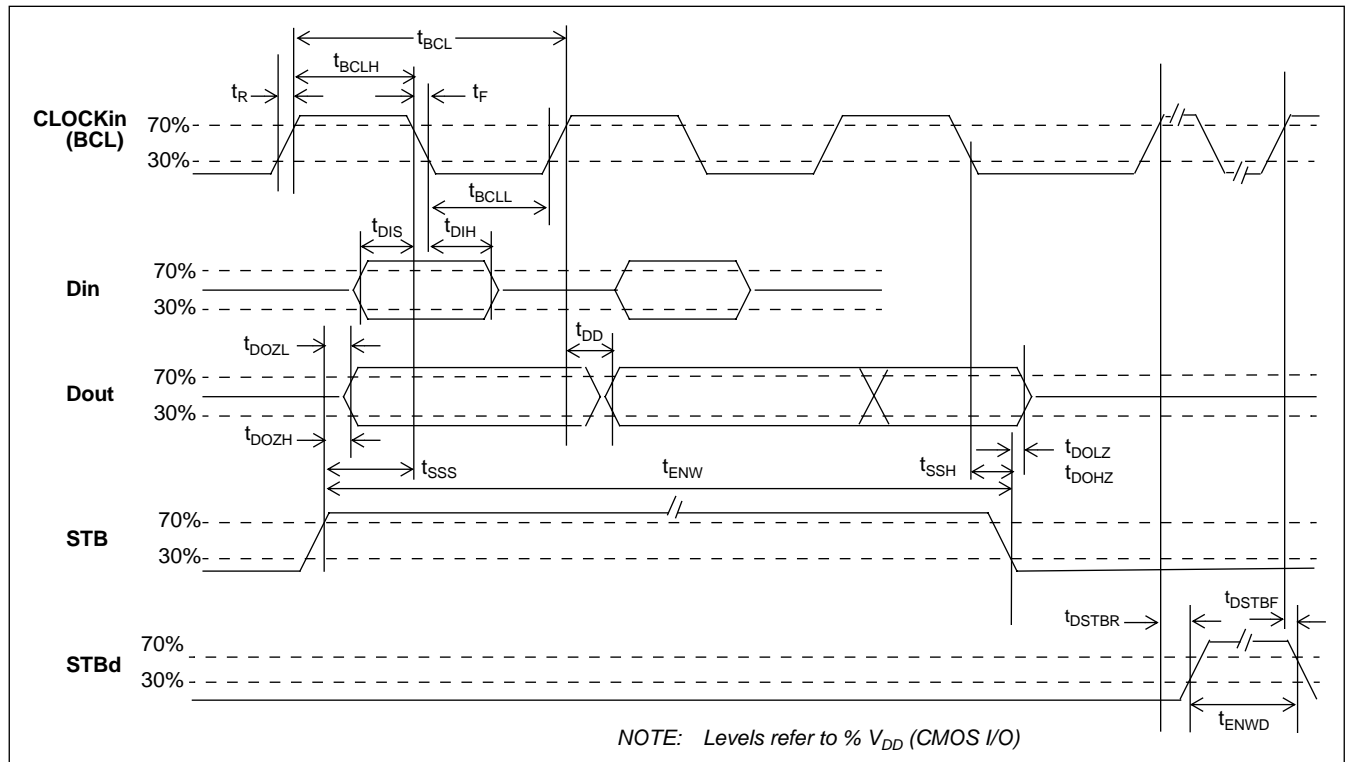 tBCL
tBCLH
tR
tF
CLOCKin
(BCL)
70%
30%
tBCLL
tDIS
tDIH
70%
Din
30%
tDOZL
tDD
70%
Dout
30%
tDOZH
tSSS
tENW
tSSH
tDOLZ
tDOHZ
70%
STB
30%
tDSTBR
tDSTBF
70%
STBd
30%
tENWD
NOTE: Levels refer to % VDD (CMOS I/O)